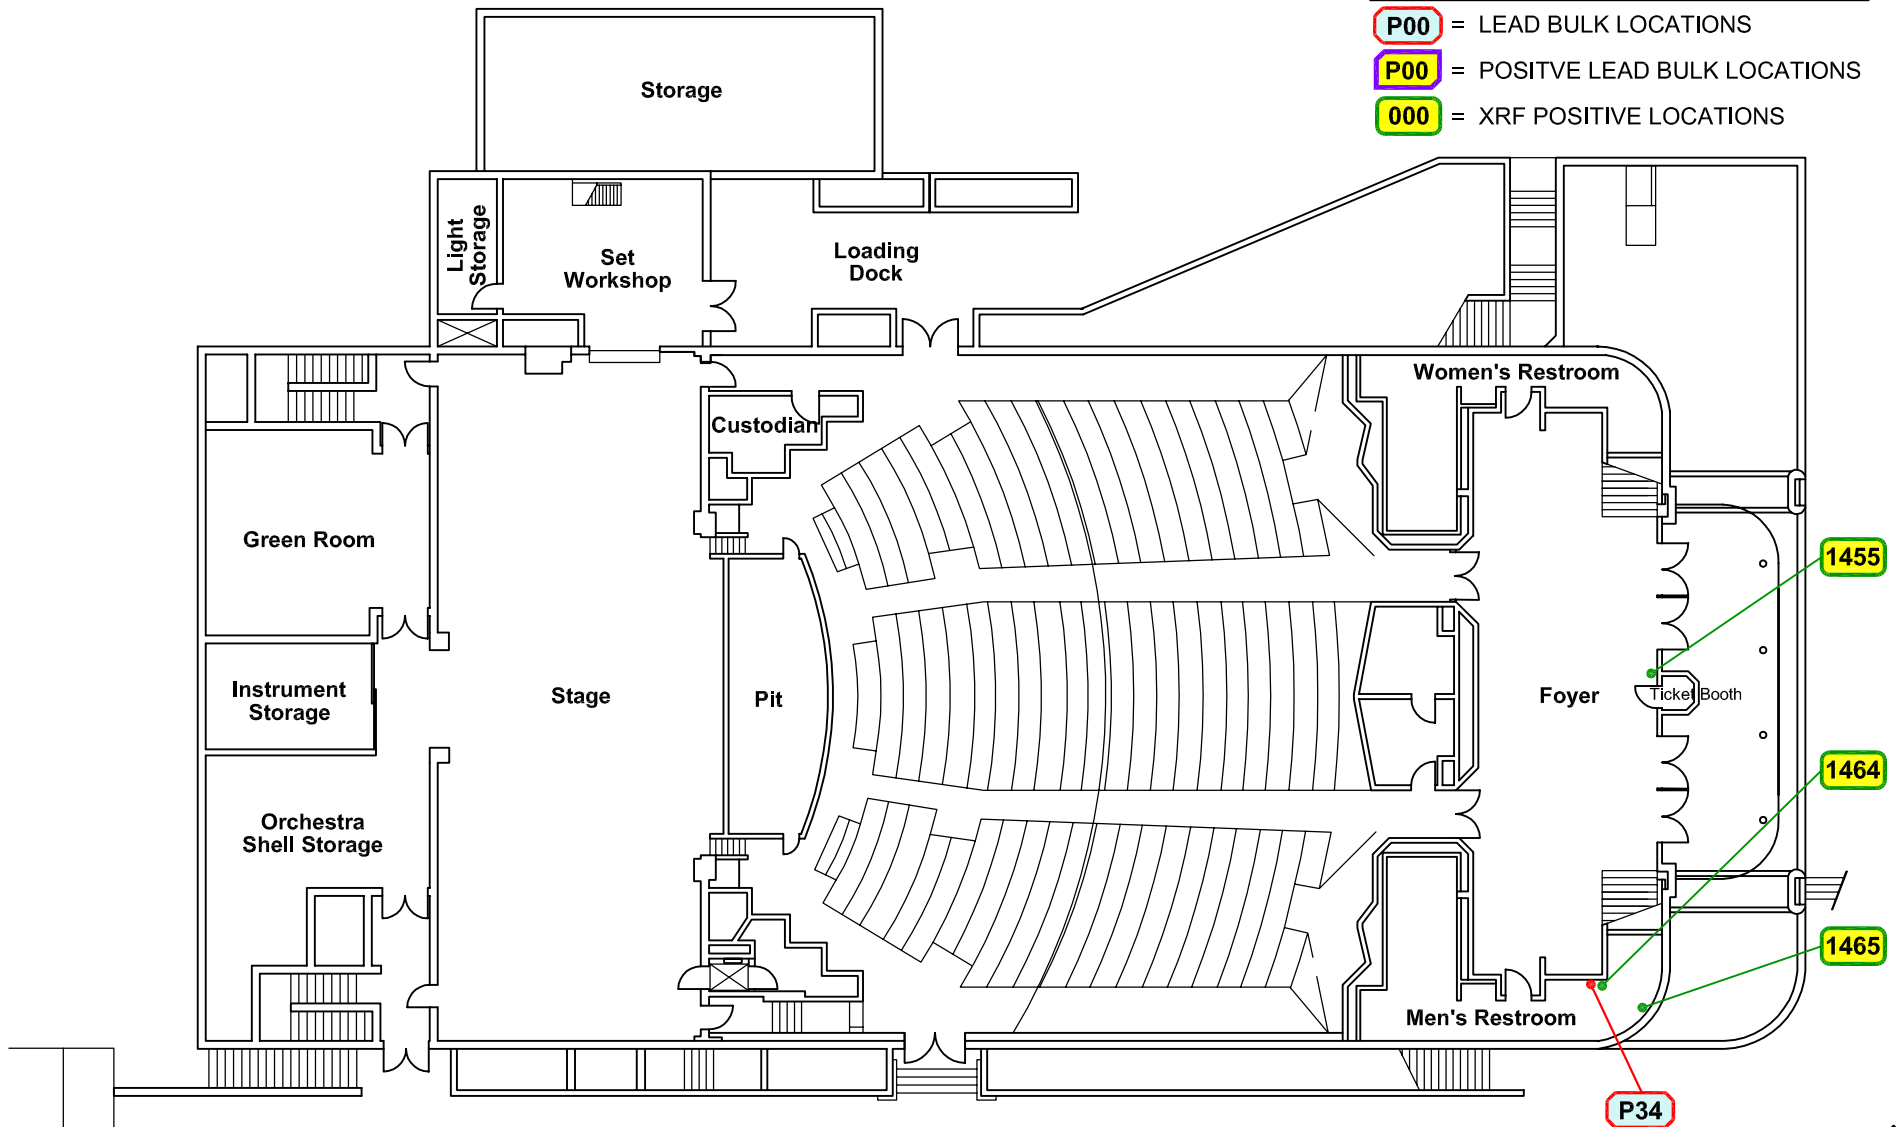 P00 = LEAD BULK LOCATIONS
P00 = POSITVE LEAD BULK LOCATIONS
000 = XRF POSITIVE LOCATIONS
Storage
Light
Storage
Set
Workshop
Loading
Dock
Women's Restroom
Custodian
Green Room
1455
Instrument
Storage
Stage
Pit
Foyer
Ticket Booth
1464
Orchestra
Shell Storage
1465
Men's Restroom
P34